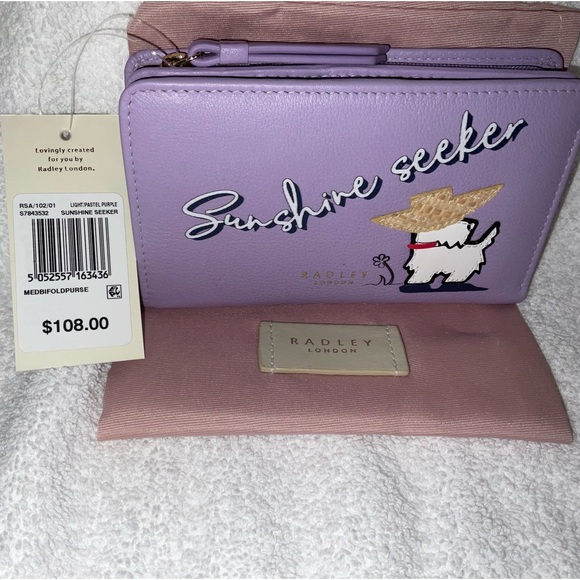 Lovingly created
for you by
Radley London.
RSA/102/01 LIGHT/PASTEL PURPLE
S7843532 SUNSHINE SEEKER
5 052557 163436
MEDBIFOLDPURSE
$108.00
Sunshine seeker
RADLEY
LONDON
RADLEY
LONDON